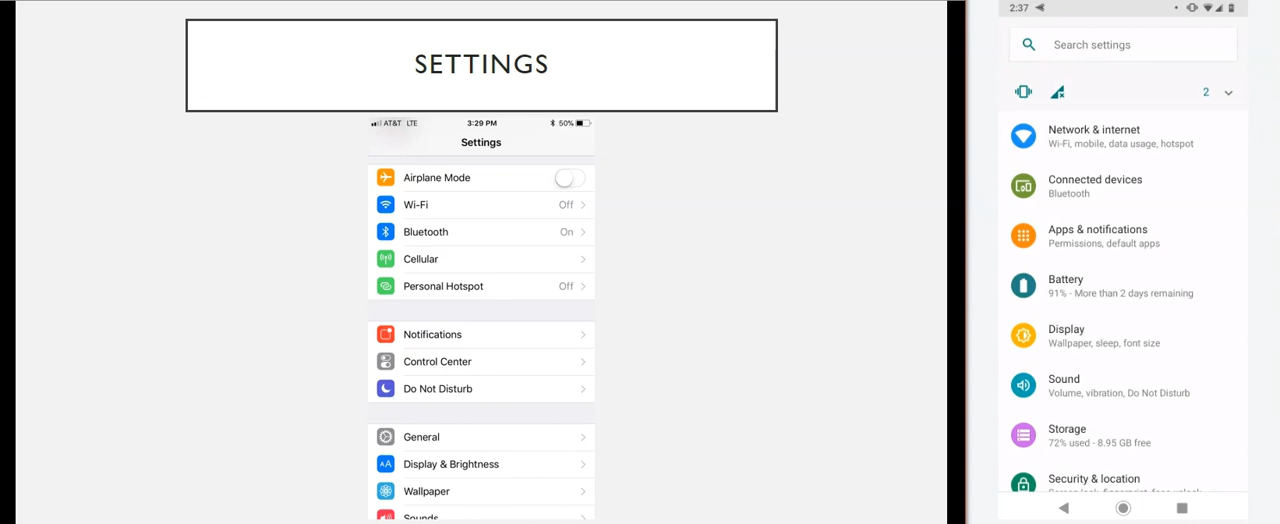 SETTINGS
AT&T LTE 3:29 PM 50%
Settings
Airplane Mode
Wi-Fi Off
Bluetooth On
Cellular
Personal Hotspot Off
Notifications
Control Center
Do Not Disturb
General
AA Display & Brightness
Wallpaper
Sounds
2:37
Search settings
2
Network & internet
Wi-Fi, mobile, data usage, hotspot
Connected devices
Bluetooth
Apps & notifications
Permissions, default apps
Battery
91% - More than 2 days remaining
Display
Wallpaper, sleep, font size
Sound
Volume, vibration, Do Not Disturb
Storage
72% used - 8.95 GB free
Security & location